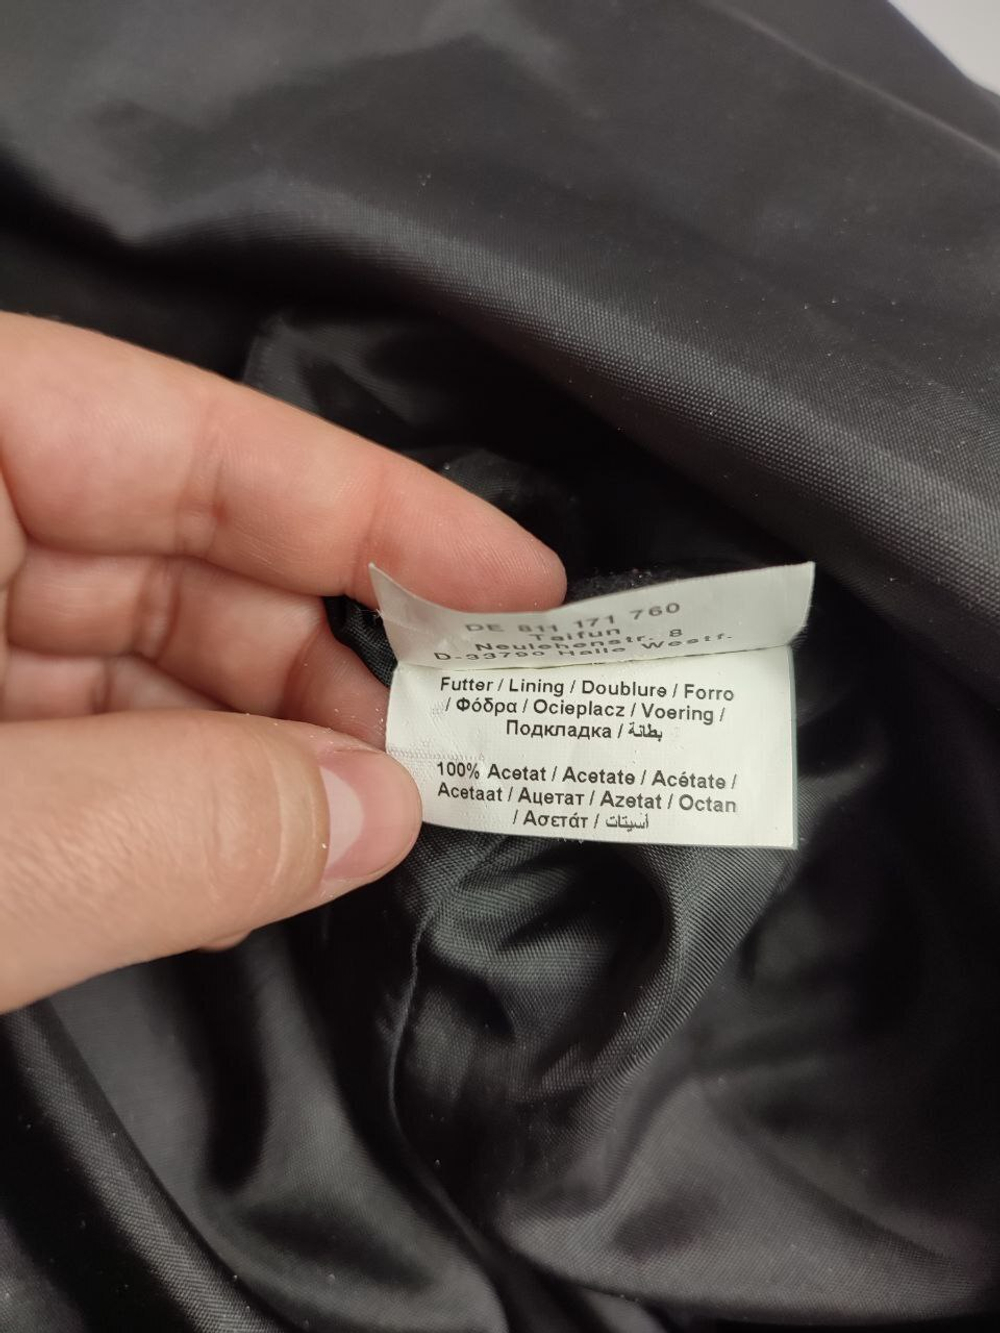 DE 811 171 760
Taifun
Neulehenstr. 8
D-33790 Halle Westf.
Futter / Lining / Doublure / Forro
/ Φόδρα / Ocieplacz / Voering /
Подкладка / بطانة
100% Acetat / Acetate / Acétate /
Acetaat / Ацетат / Azetat / Octan
/ Ασετάτ / أسيتات